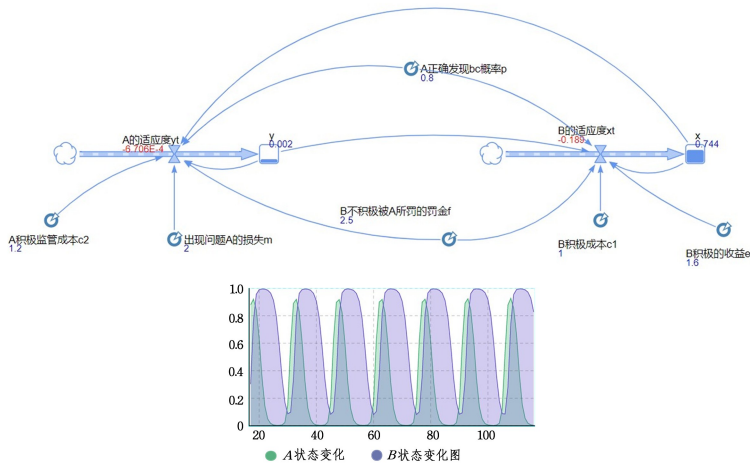 A正确发现bc概率p
0.8
A的适应度yt
-6.706E-4
y
0.002
B的适应度xt
-0.189
x
0.744
B不积极被A所罚的罚金f
2.5
A积极监管成本c2
1.2
出现问题A的损失m
2
B积极成本c1
1
B积极的收益e
1.6
1.0
0.8
0.6
0.4
0.2
0
20 40 60 80 100
A状态变化 B状态变化图